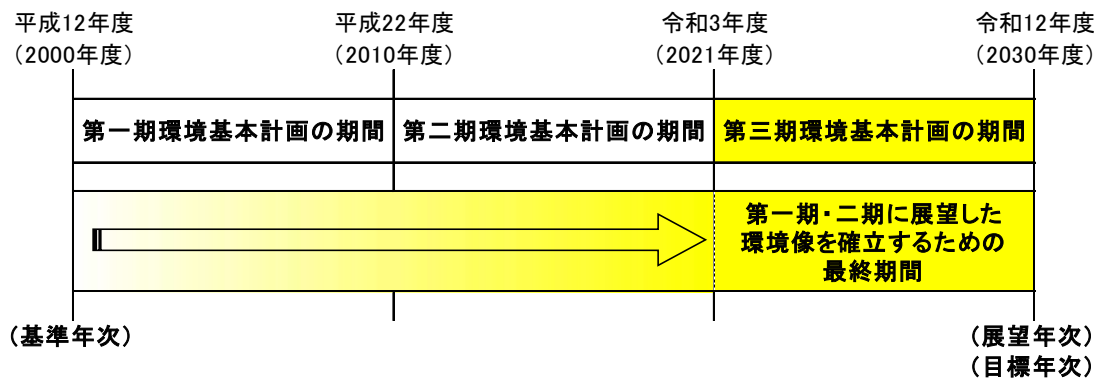 平成12年度
(2000年度)
平成22年度
(2010年度)
令和3年度
(2021年度)
令和12年度
(2030年度)
第一期環境基本計画の期間
第二期環境基本計画の期間
第三期環境基本計画の期間
第一期・二期に展望した
環境像を確立するための
最終期間
(基準年次)
(展望年次)
(目標年次)